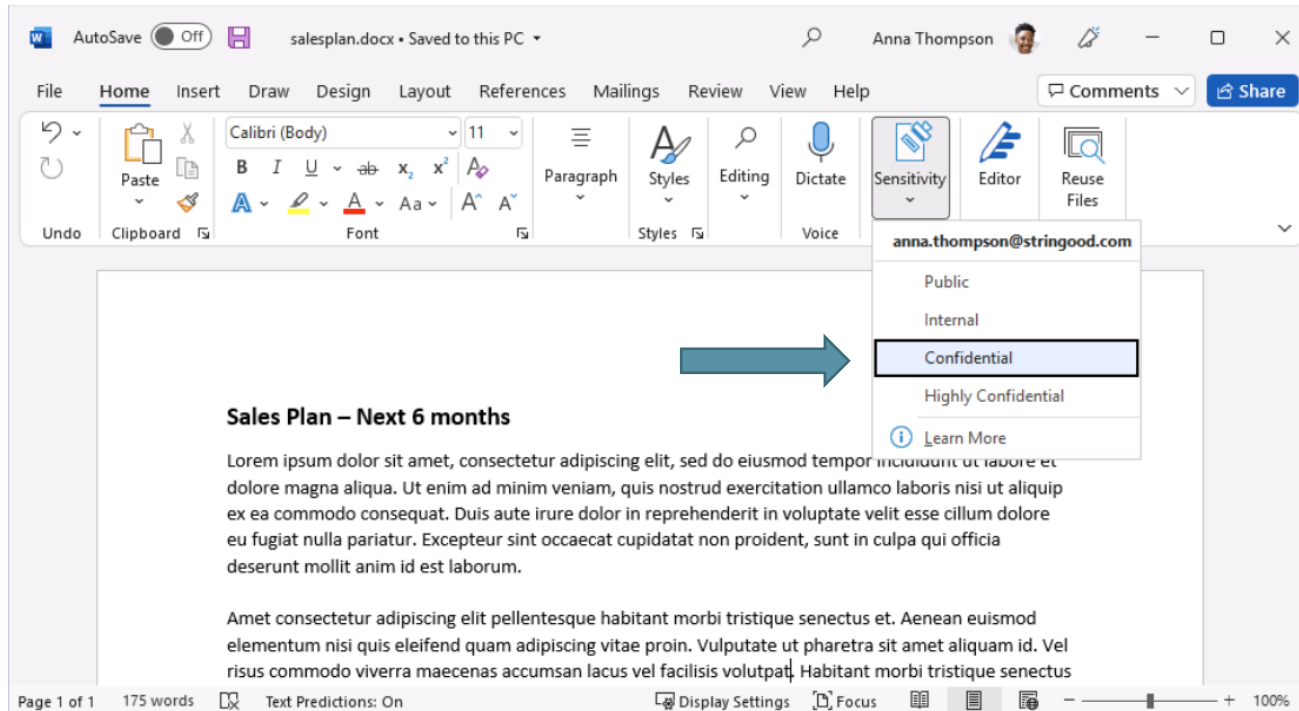 AutoSave Off salesplan.docx • Saved to this PC Anna Thompson
File Home Insert Draw Design Layout References Mailings Review View Help Comments Share
Calibri (Body) 11
B I U ab x₂ x² A
A A Aa A^ Aˇ
Paste Paragraph Styles Editing Dictate Sensitivity Editor Reuse
Files
Undo Clipboard Font Styles Voice
anna.thompson@stringood.com
Public
Internal
Confidential
Highly Confidential
Learn More
Sales Plan – Next 6 months
Lorem ipsum dolor sit amet, consectetur adipiscing elit, sed do eiusmod tempor incididunt ut labore et
dolore magna aliqua. Ut enim ad minim veniam, quis nostrud exercitation ullamco laboris nisi ut aliquip
ex ea commodo consequat. Duis aute irure dolor in reprehenderit in voluptate velit esse cillum dolore
eu fugiat nulla pariatur. Excepteur sint occaecat cupidatat non proident, sunt in culpa qui officia
deserunt mollit anim id est laborum.
Amet consectetur adipiscing elit pellentesque habitant morbi tristique senectus et. Aenean euismod
elementum nisi quis eleifend quam adipiscing vitae proin. Vulputate ut pharetra sit amet aliquam id. Vel
risus commodo viverra maecenas accumsan lacus vel facilisis volutpat. Habitant morbi tristique senectus
Page 1 of 1 175 words Text Predictions: On Display Settings Focus 100%